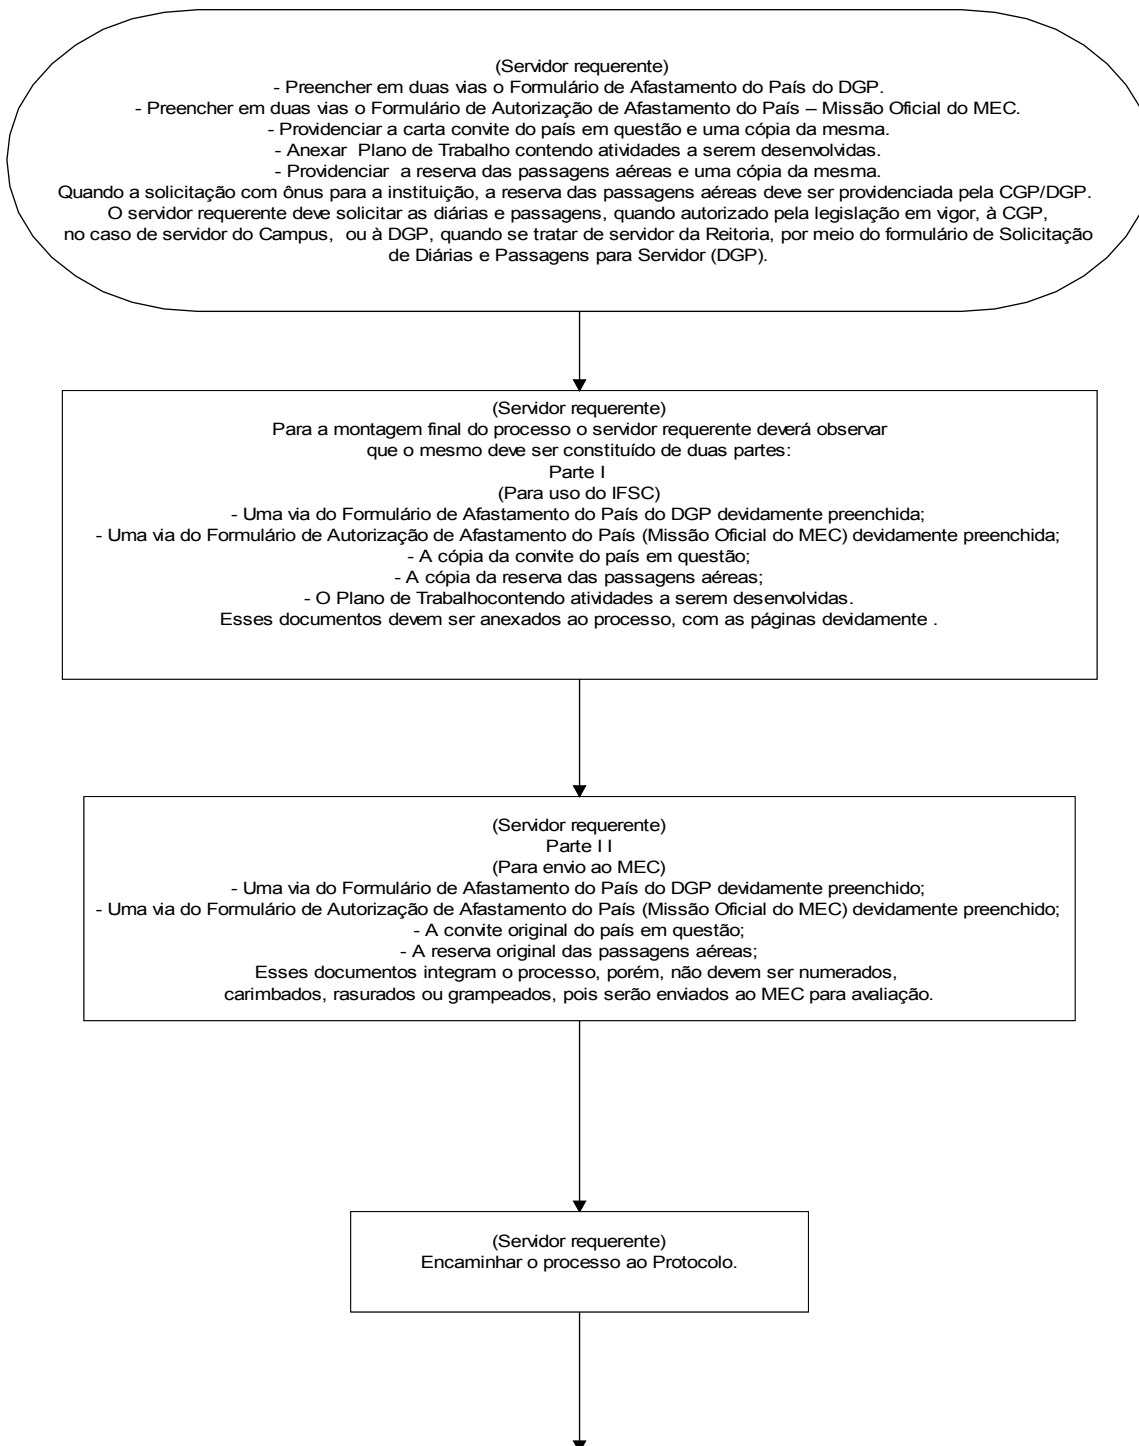 (Servidor requerente)
- Preencher em duas vias o Formulário de Afastamento do País do DGP.
- Preencher em duas vias o Formulário de Autorização de Afastamento do País – Missão Oficial do MEC.
- Providenciar a carta convite do país em questão e uma cópia da mesma.
- Anexar Plano de Trabalho contendo atividades a serem desenvolvidas.
- Providenciar a reserva das passagens aéreas e uma cópia da mesma.
Quando a solicitação com ônus para a instituição, a reserva das passagens aéreas deve ser providenciada pela CGP/DGP.
O servidor requerente deve solicitar as diárias e passagens, quando autorizado pela legislação em vigor, à CGP,
no caso de servidor do Campus, ou à DGP, quando se tratar de servidor da Reitoria, por meio do formulário de Solicitação
de Diárias e Passagens para Servidor (DGP).
(Servidor requerente)
Para a montagem final do processo o servidor requerente deverá observar
que o mesmo deve ser constituído de duas partes:
Parte I
(Para uso do IFSC)
- Uma via do Formulário de Afastamento do País do DGP devidamente preenchida;
- Uma via do Formulário de Autorização de Afastamento do País (Missão Oficial do MEC) devidamente preenchida;
- A cópia da convite do país em questão;
- A cópia da reserva das passagens aéreas;
- O Plano de Trabalhocontendo atividades a serem desenvolvidas.
Esses documentos devem ser anexados ao processo, com as páginas devidamente .
(Servidor requerente)
Parte I I
(Para envio ao MEC)
- Uma via do Formulário de Afastamento do País do DGP devidamente preenchido;
- Uma via do Formulário de Autorização de Afastamento do País (Missão Oficial do MEC) devidamente preenchido;
- A convite original do país em questão;
- A reserva original das passagens aéreas;
Esses documentos integram o processo, porém, não devem ser numerados,
carimbados, rasurados ou grampeados, pois serão enviados ao MEC para avaliação.
(Servidor requerente)
Encaminhar o processo ao Protocolo.